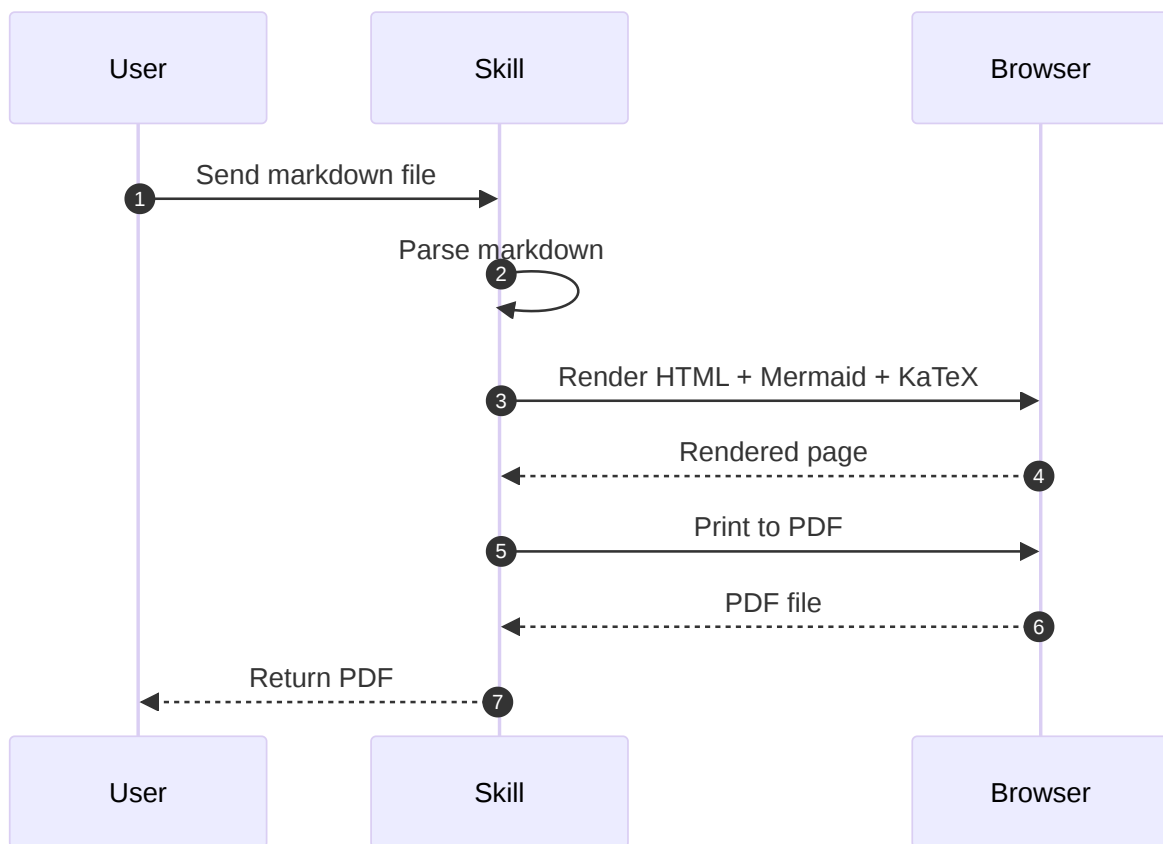 User
Skill
Browser
Send markdown file
1
Parse markdown
2
Render HTML + Mermaid + KaTeX
3
Rendered page
4
Print to PDF
5
PDF file
6
Return PDF
7
User
Skill
Browser